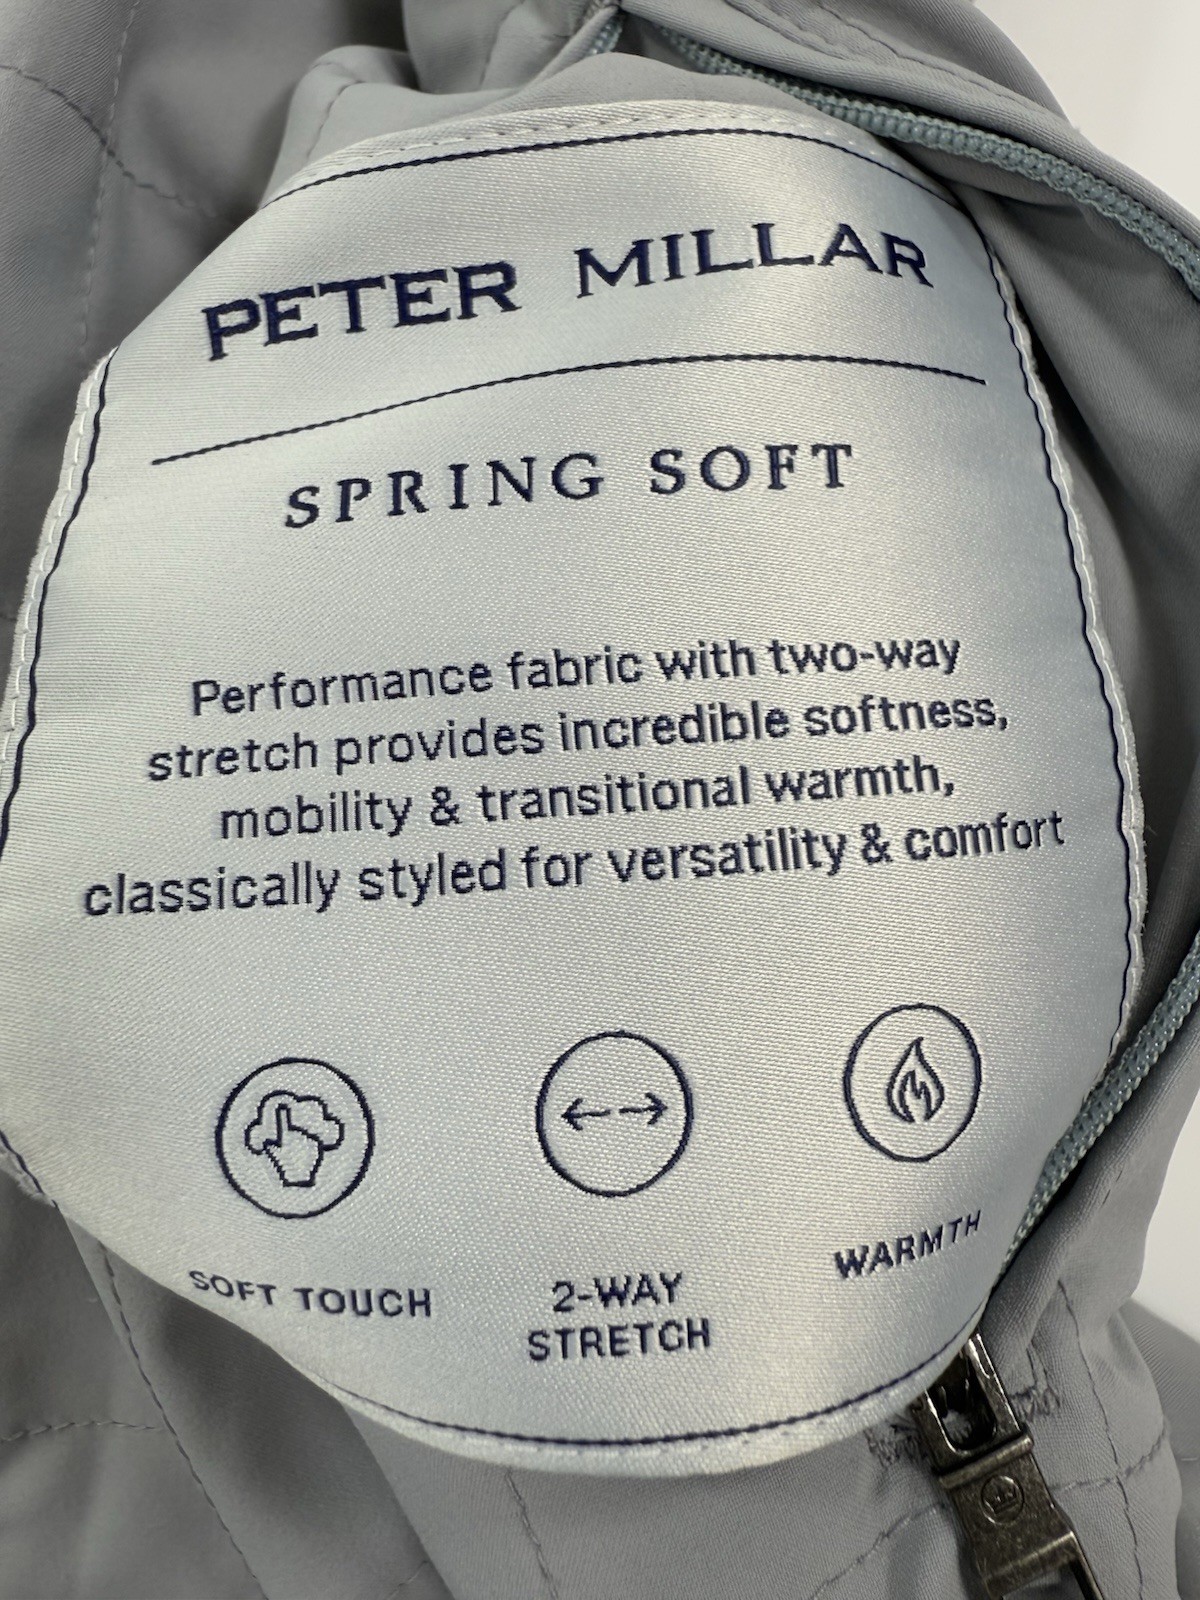 PETER MILLAR
SPRING SOFT
Performance fabric with two-way
stretch provides incredible softness,
mobility & transitional warmth,
classically styled for versatility & comfort
SOFT TOUCH
2-WAY
STRETCH
WARMTH